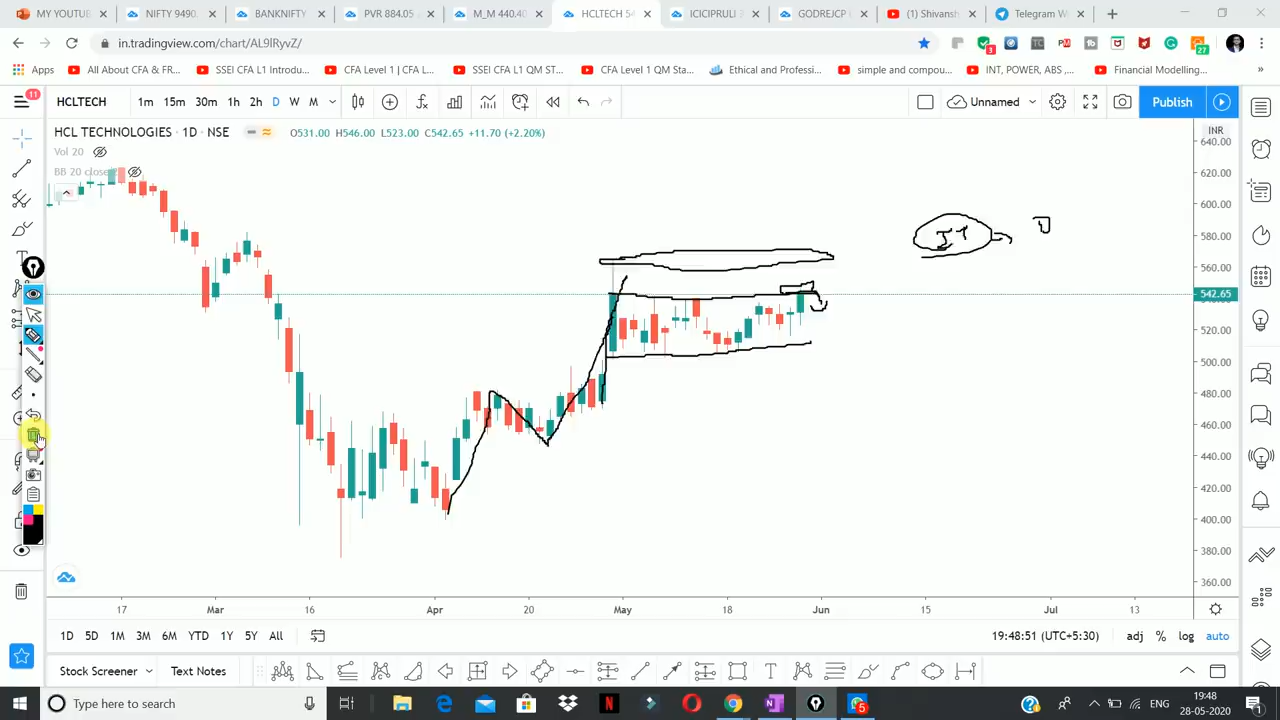 MY YOUTU
NIFTY 9490.
BANKNIFTY
PVR 884.05
M_M 440.40
HCLTECH 54
ICICIPRULI
GODREJCP
(1) Shivansh
Telegram W
in.tradingview.com/chart/AL9lRyvZ/
Apps
All About CFA & FR...
SSEI CFA L1 Introdu...
CFA Level 1 | CFA L...
SSEI CFA L1 QM St...
CFA Level 1 QM Sta...
Ethical and Professi...
simple and compou...
INT, POWER, ABS ,...
Financial Modelling...
11
HCLTECH
1m 15m 30m 1h 2h D W M
Unnamed
Publish
HCL TECHNOLOGIES · 1D · NSE
O531.00 H546.00 L523.00 C542.65 +11.70 (+2.20%)
INR
Vol 20
BB 20 close
640.00
620.00
600.00
580.00
560.00
542.65
520.00
500.00
480.00
460.00
440.00
420.00
400.00
380.00
360.00
IT
17 Mar 16 Apr 20 May 18 Jun 15 Jul 13
1D 5D 1M 3M 6M YTD 1Y 5Y All
19:48:51 (UTC+5:30)
adj % log auto
Stock Screener
Text Notes
Type here to search
ENG
19:48
28-05-2020